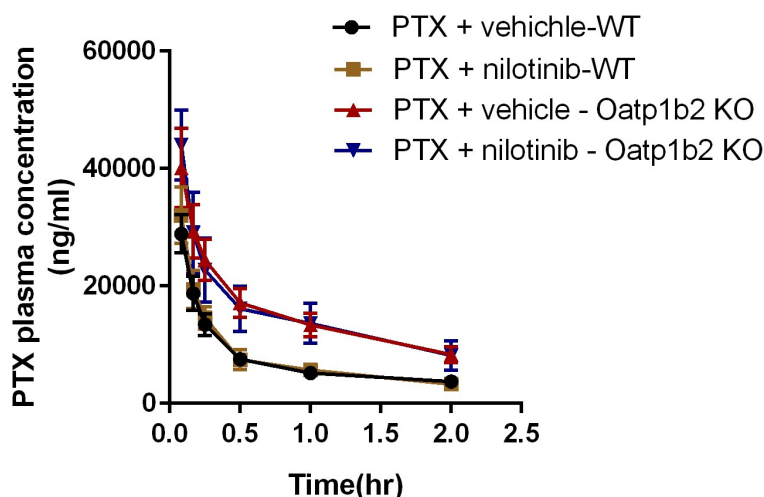 PTX + vehichle-WT
PTX + nilotinib-WT
PTX + vehicle - Oatp1b2 KO
PTX + nilotinib - Oatp1b2 KO
PTX plasma concentration
(ng/ml)
60000
40000
20000
0
0.0 0.5 1.0 1.5 2.0 2.5
Time(hr)